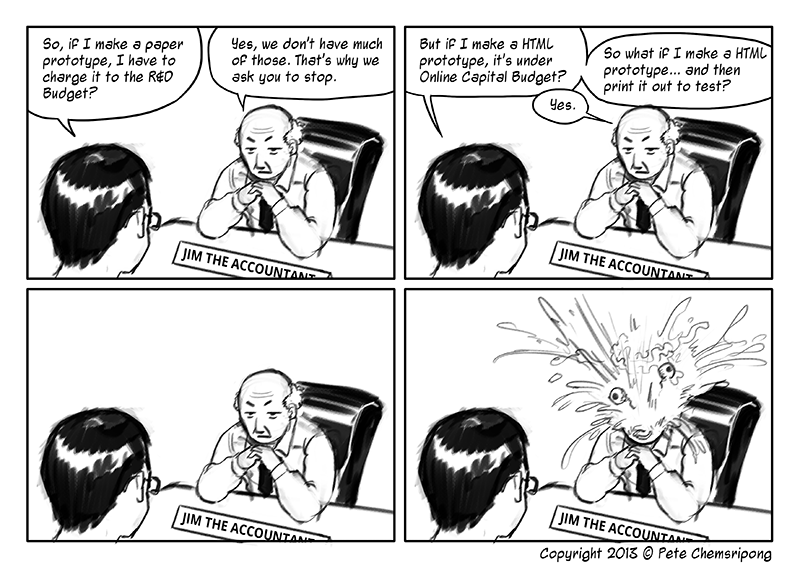 So, if I make a paper
prototype, I have to
charge it to the R&D
Budget?
Yes, we don't have much
of those. That's why we
ask you to stop.
JIM THE ACCOUNTANT
But if I make a HTML
prototype, it's under
Online Capital Budget?
Yes.
So what if I make a HTML
prototype... and then
print it out to test?
JIM THE ACCOUNTANT
JIM THE ACCOUNTANT
JIM THE ACCOUNTANT
Copyright 2013 © Pete Chemsripong